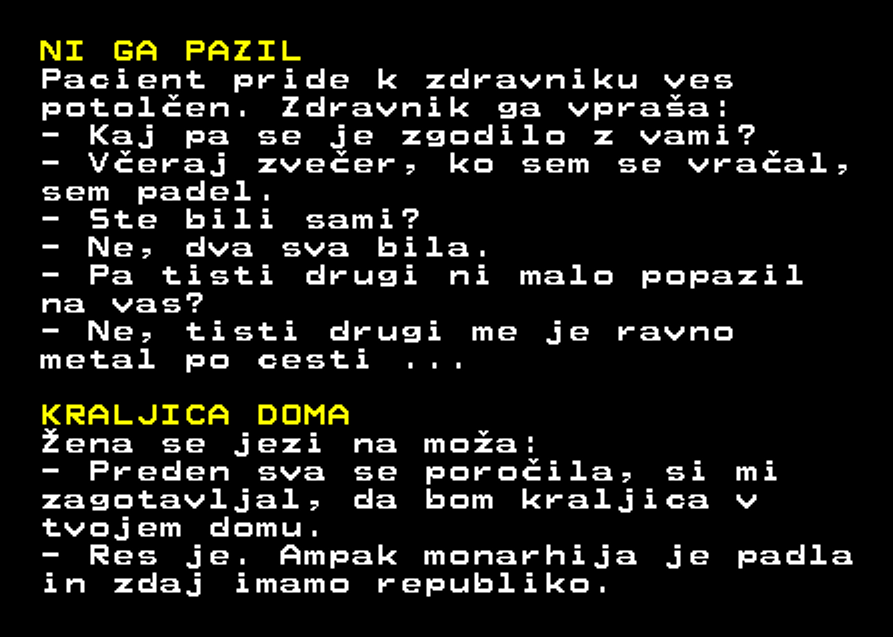 NI GA PAZIL
Pacient pride k zdravniku ves
potolčen. Zdravnik ga vpraša:
- Kaj pa se je zgodilo z vami?
- Včeraj zvečer, ko sem se vračal,
sem padel.
- Ste bili sami?
- Ne, dva sva bila.
- Pa tisti drugi ni malo popazil
na vas?
- Ne, tisti drugi me je ravno
metal po cesti ...
KRALJICA DOMA
Žena se jezi na moža:
- Preden sva se poročila, si mi
zagotavljal, da bom kraljica v
tvojem domu.
- Res je. Ampak monarhija je padla
in zdaj imamo republiko.